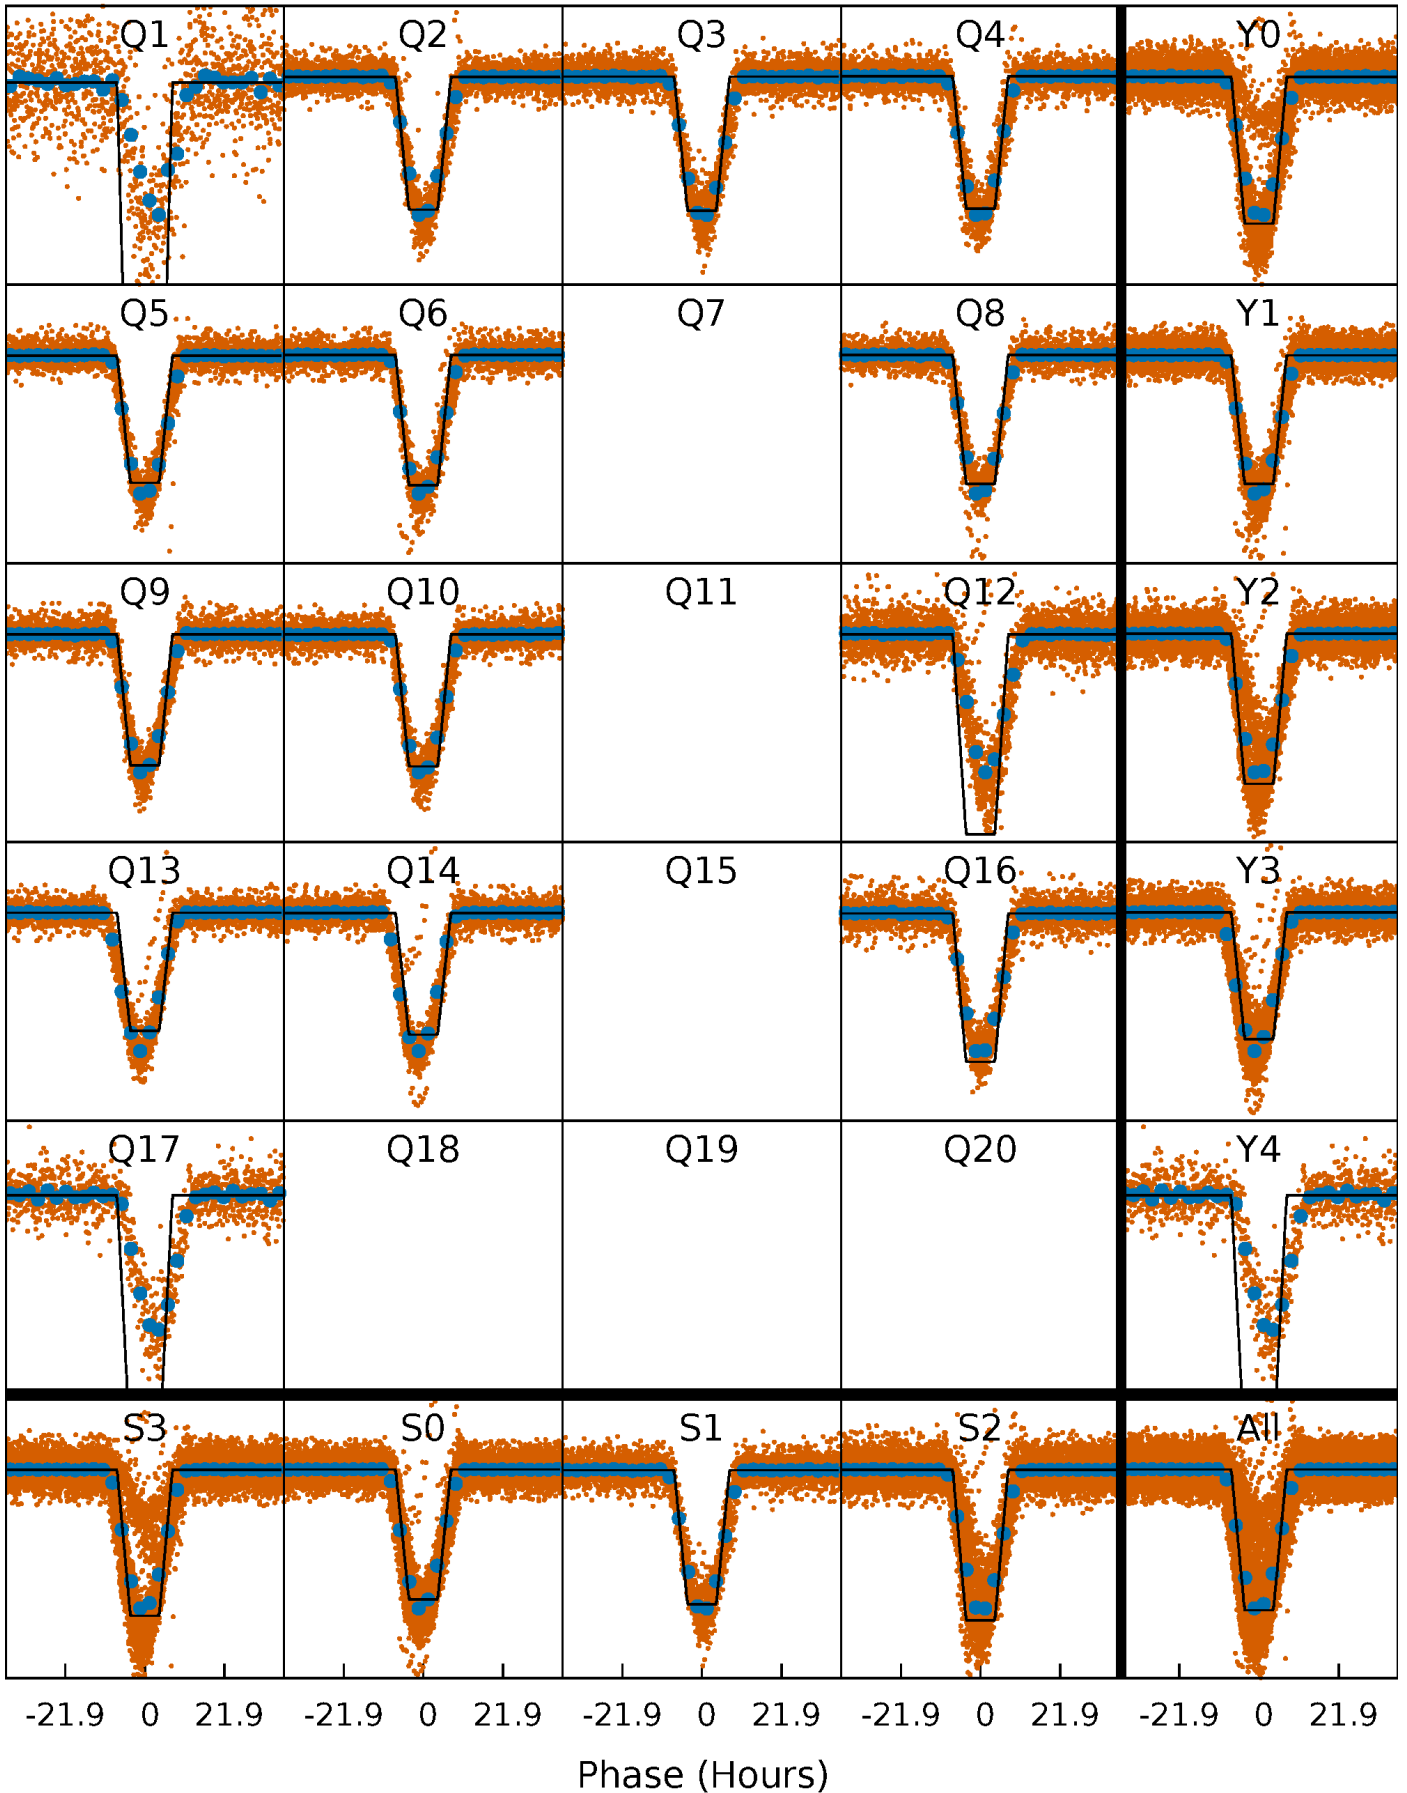 Q1 Q2 Q3 Q4 Y0
Q5 Q6 Q7 Q8 Y1
Q9 Q10 Q11 Q12 Y2
Q13 Q14 Q15 Q16 Y3
Q17 Q18 Q19 Q20 Y4
S3 S0 S1 S2 All
-21.9 0 21.9 -21.9 0 21.9 -21.9 0 21.9 -21.9 0 21.9 -21.9 0 21.9
Phase (Hours)